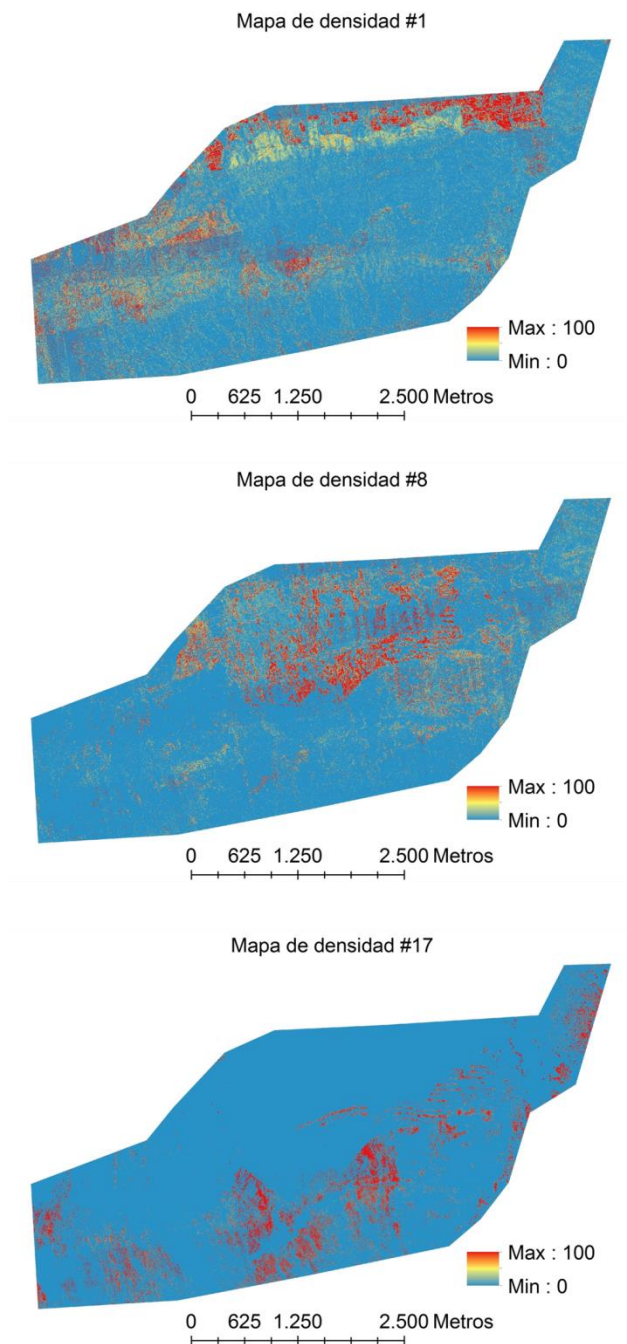 Mapa de densidad #1
Max : 100
Min : 0
0 625 1.250 2.500 Metros
Mapa de densidad #8
Max : 100
Min : 0
0 625 1.250 2.500 Metros
Mapa de densidad #17
Max : 100
Min : 0
0 625 1.250 2.500 Metros